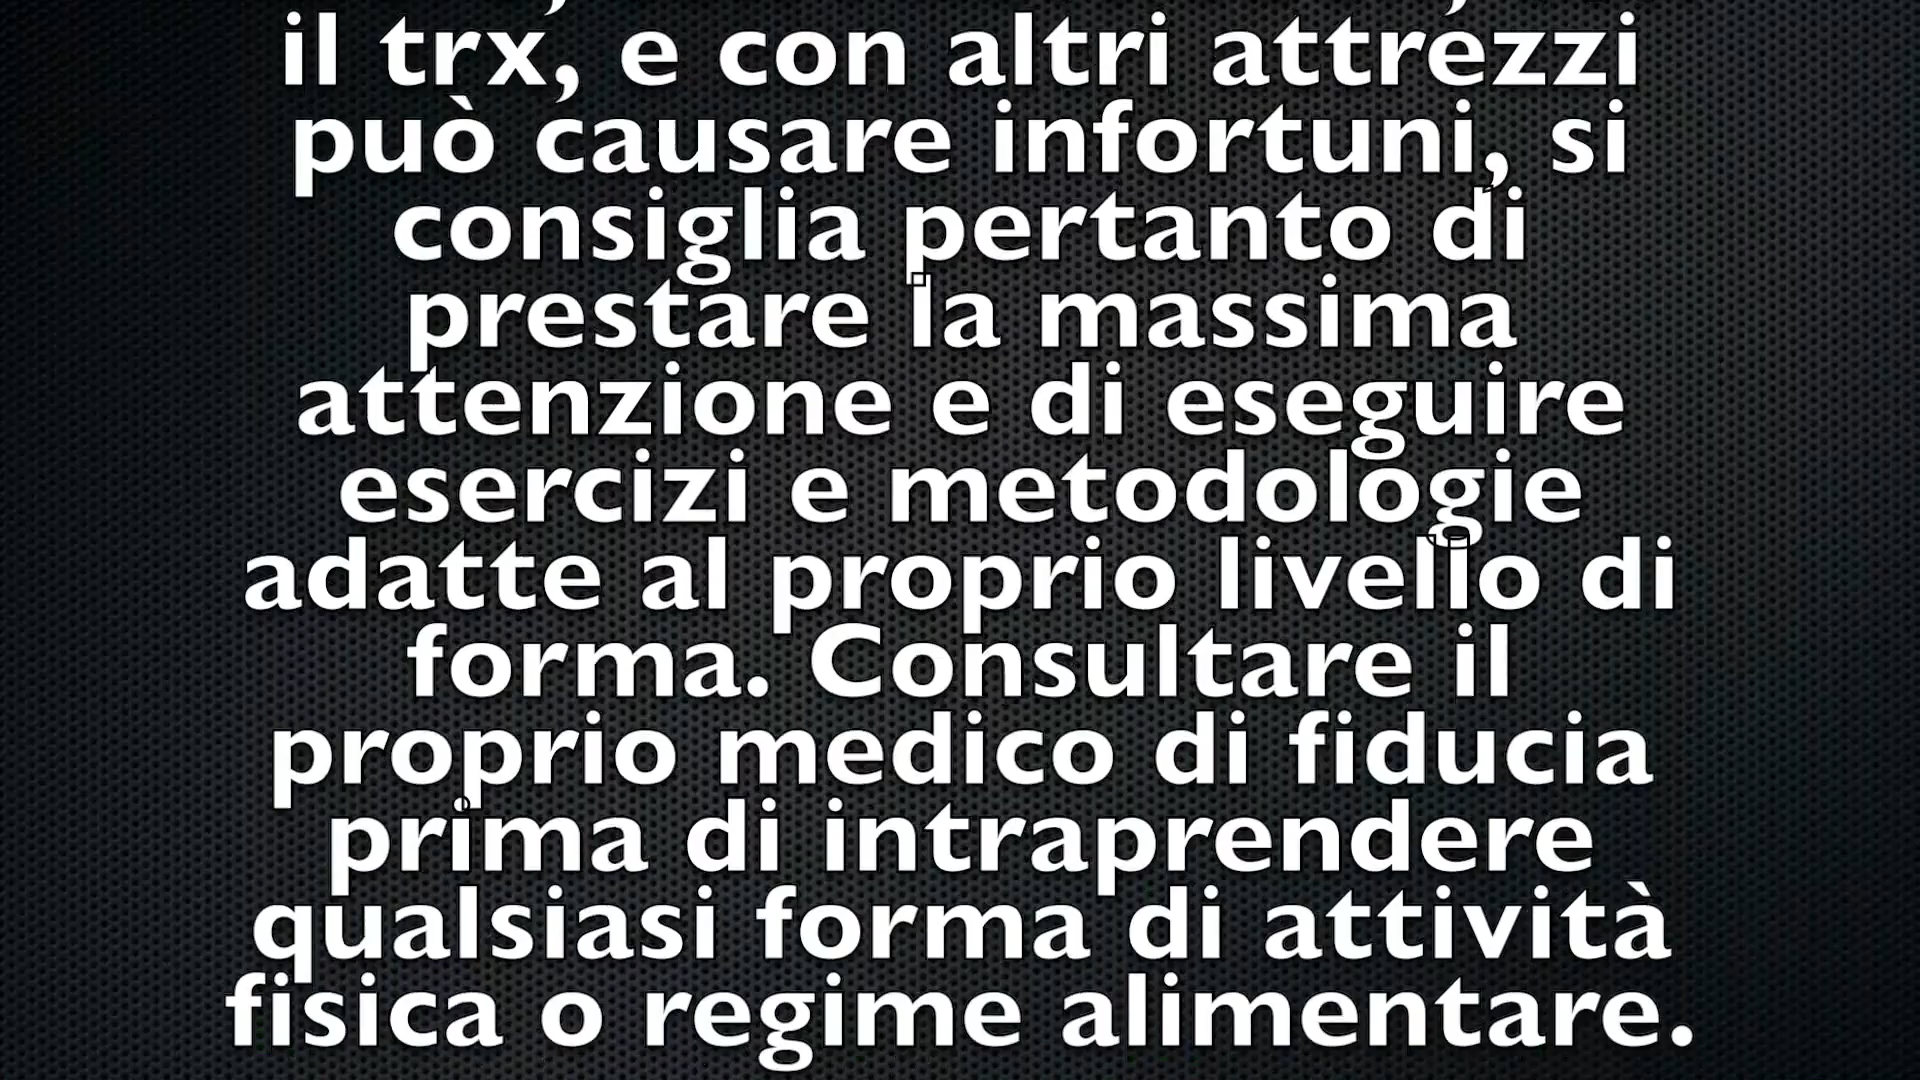 il trx, e con altri attrezzi
può causare infortuni, si
consiglia pertanto di
prestare la massima
attenzione e di eseguire
esercizi e metodologie
adatte al proprio livello di
forma. Consultare il
proprio medico di fiducia
prima di intraprendere
qualsiasi forma di attività
fisica o regime alimentare.